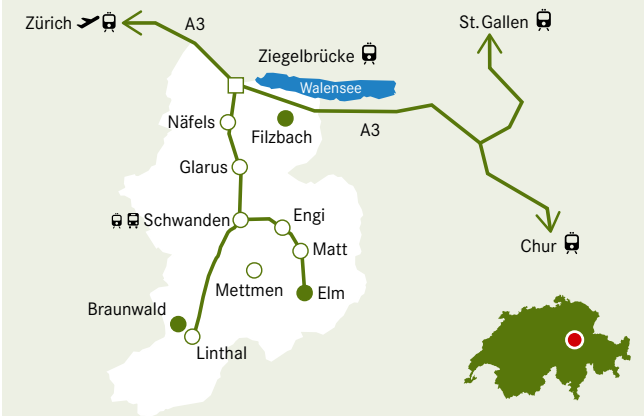 Zürich
A3
St. Gallen
Ziegelbrücke
Walensee
Näfels
Filzbach
A3
Glarus
Schwanden
Engi
Matt
Chur
Mettmen
Elm
Braunwald
Linthal